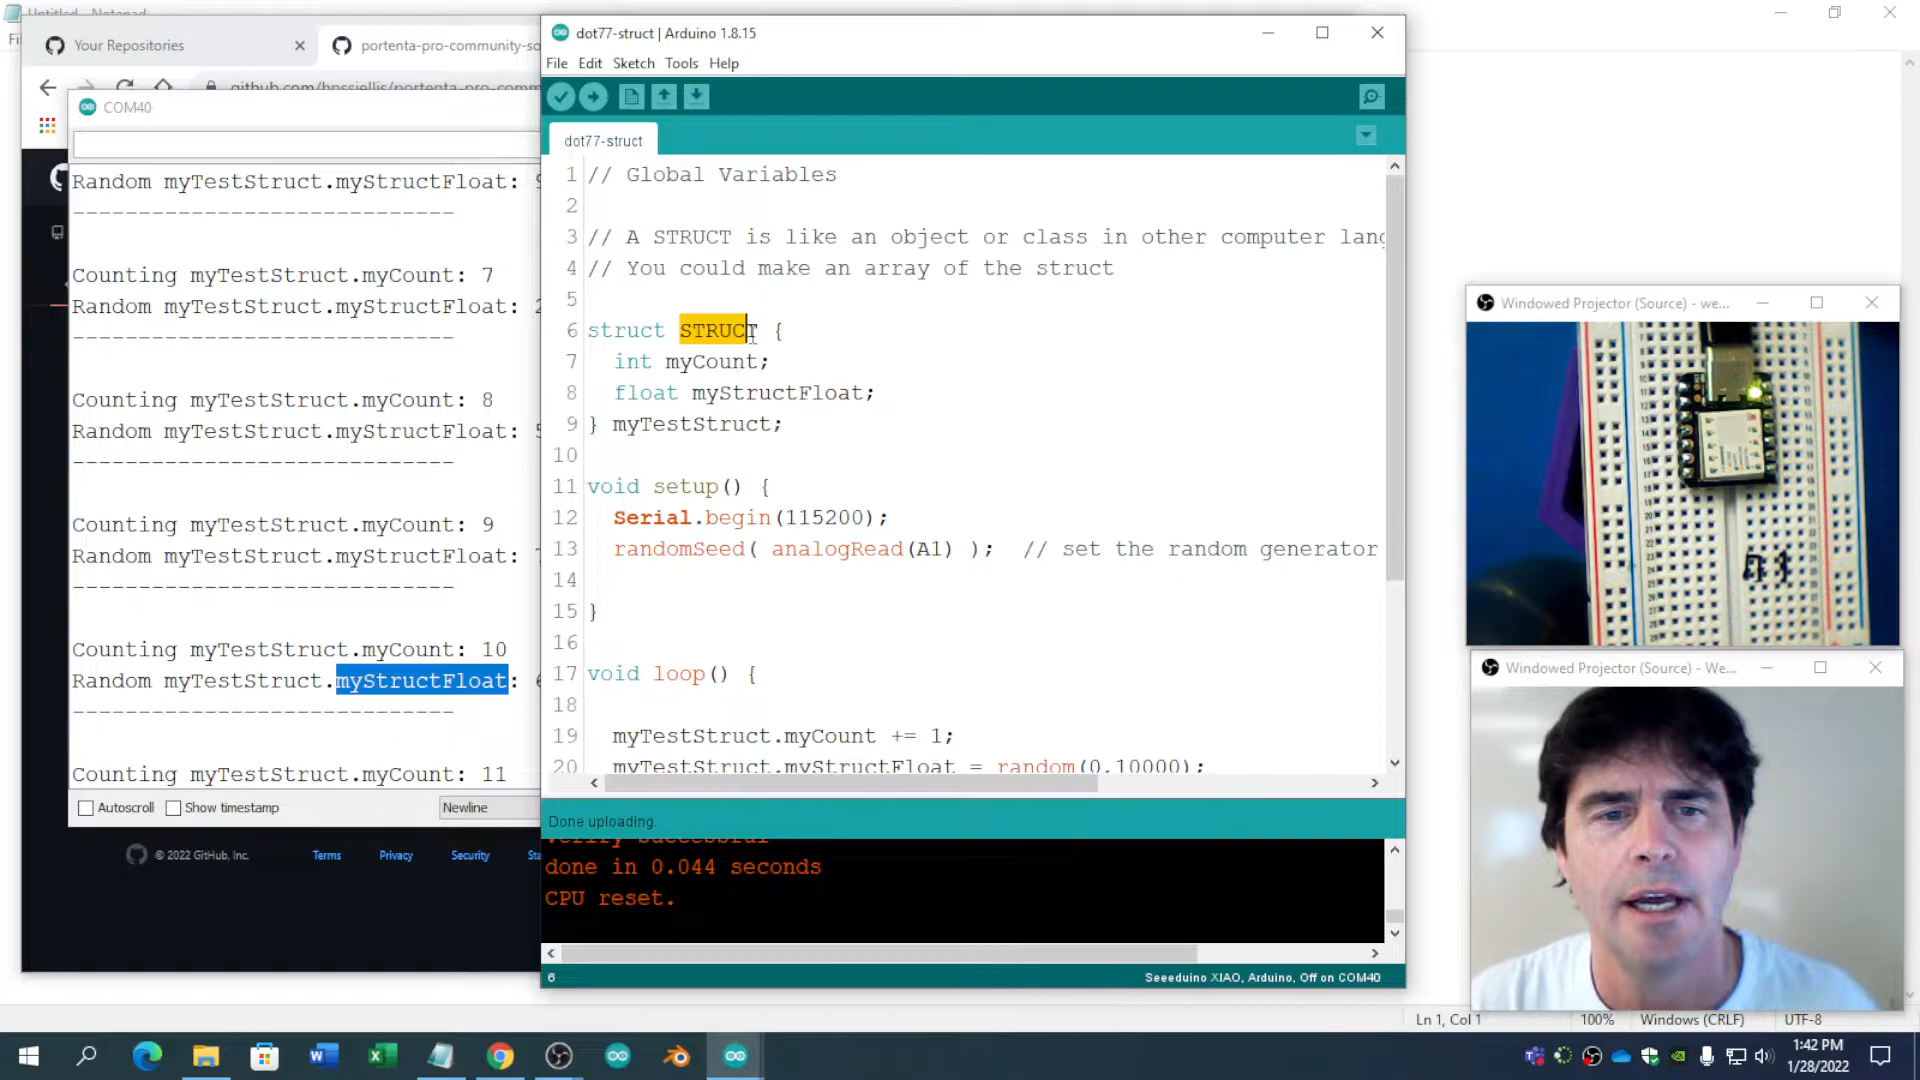 Untitled - Notepad
Your Repositories
portenta-pro-community-so
github.com/hpssjellis/portenta-pro-comm
COM40
Random myTestStruct.myStructFloat:
----------------------------
Counting myTestStruct.myCount: 7
Random myTestStruct.myStructFloat: 2
----------------------------
Counting myTestStruct.myCount: 8
Random myTestStruct.myStructFloat: 5
----------------------------
Counting myTestStruct.myCount: 9
Random myTestStruct.myStructFloat: 7
----------------------------
Counting myTestStruct.myCount: 10
Random myTestStruct.myStructFloat: 6
----------------------------
Counting myTestStruct.myCount: 11
Autoscroll
Show timestamp
Newline
© 2022 GitHub, Inc.
Terms
Privacy
Security
Sta
dot77-struct | Arduino 1.8.15
File Edit Sketch Tools Help
dot77-struct
1 // Global Variables
2
3 // A STRUCT is like an object or class in other computer lang
4 // You could make an array of the struct
5
6 struct STRUCT {
7 int myCount;
8 float myStructFloat;
9 } myTestStruct;
10
11 void setup() {
12 Serial.begin(115200);
13 randomSeed( analogRead(A1) ); // set the random generator
14
15 }
16
17 void loop() {
18
19 myTestStruct.myCount += 1;
20 myTestStruct.myStructFloat = random(0,10000);
Done uploading.
Verify successful
done in 0.044 seconds
CPU reset.
6
Seeeduino XIAO, Arduino, Off on COM40
Windowed Projector (Source) - we...
Windowed Projector (Source) - We...
Ln 1, Col 1
100%
Windows (CRLF)
UTF-8
1:42 PM
1/28/2022